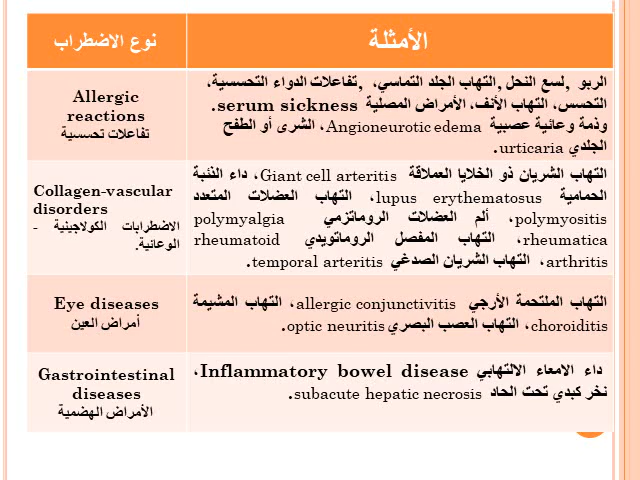 نوع الاضطراب
الأمثلة
Allergic
reactions
تفاعلات تحسسية
الربو ,لسع النحل ,التهاب الجلد التماسي، ,تفاعلات الدواء التحسسية،
التحسس، التهاب الأنف، الأمراض المصلية serum sickness.
وذمة وعائية عصبية Angioneurotic edema، الشرى أو الطفح
الجلدي urticaria.
Collagen-vascular
disorders
الاضطرابات الكولاجينية -
الوعائية.
التهاب الشريان ذو الخلايا العملاقة Giant cell arteritis، داء الذئبة
الحمامية lupus erythematosus، التهاب العضلات المتعدد
polymyositis، ألم العضلات الروماتزمي polymyalgia
rheumatica، التهاب المفصل الروماتويدي rheumatoid
arthritis، التهاب الشريان الصدغي temporal arteritis.
Eye diseases
أمراض العين
التهاب الملتحمة الأرجي allergic conjunctivitis، التهاب المشيمة
choroiditis، التهاب العصب البصري optic neuritis.
Gastrointestinal
diseases
الأمراض الهضمية
داء الامعاء الالتهابي Inflammatory bowel disease،
نخر كبدي تحت الحاد subacute hepatic necrosis.